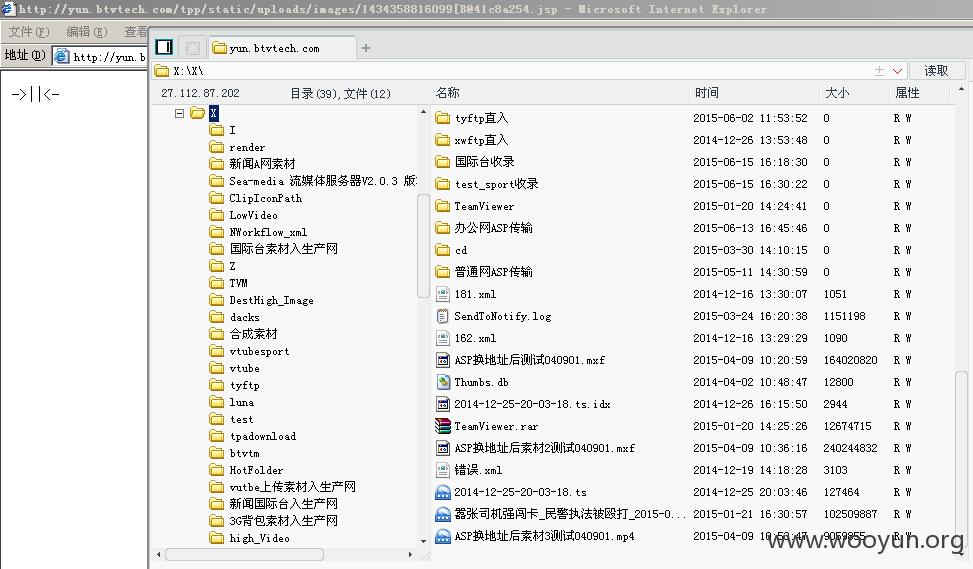 http://yun.btvtech.com/tpp/static/uploads/images/1434358816099[B@41c8a254.jsp - Microsoft Internet Explorer
文件(F) 编辑(E) 查看
地址(D) http://yun.b
yun.btvtech.com
X:\X\ 读取
->||<-
27.112.87.202 目录(39),文件(12)
X
I
render
新闻A网素材
Sea-media 流媒体服务器V2.0.3 版
ClipIconPath
LowVideo
NWorkflow_xml
国际台素材入生产网
Z
TVM
DestHigh_Image
dacks
合成素材
vtubesport
vtube
tyftp
luna
test
tpadownload
btvtm
HotFolder
vutbe上传素材入生产网
新闻国际台入生产网
3G背包素材入生产网
high_Video
名称 时间 大小 属性
tyftp直入 2015-06-02 11:53:52 0 R W
xwftp直入 2014-12-26 13:53:48 0 R W
国际台收录 2015-06-15 16:18:30 0 R W
test_sport收录 2015-06-15 16:30:22 0 R W
TeamViewer 2015-01-20 14:24:41 0 R W
办公网ASP传输 2015-06-13 16:45:46 0 R W
cd 2015-03-30 14:10:15 0 R W
普通网ASP传输 2015-05-11 14:30:59 0 R W
181.xml 2014-12-16 13:30:07 1051 R W
SendToNotify.log 2015-03-24 16:20:38 1151198 R W
162.xml 2014-12-16 13:29:29 1090 R W
ASP换地址后测试040901.mxf 2015-04-09 10:20:59 164020820 R W
Thumbs.db 2014-04-02 10:48:47 12800 R W
2014-12-25-20-03-18.ts.idx 2014-12-26 16:15:50 2944 R W
TeamViewer.rar 2015-01-20 14:25:26 12674715 R W
ASP换地址后素材2测试040901.mxf 2015-04-09 10:36:16 240244832 R W
错误.xml 2014-12-19 14:18:28 3103 R W
2014-12-25-20-03-18.ts 2014-12-25 20:03:46 127464 R W
嚣张司机强闯卡_民警执法被殴打_2015-0... 2015-01-21 16:30:57 102509887 R W
ASP换地址后素材3测试040901.mp4 2015-04-09 10:53:47 9059855 R W
www.wooyun.org